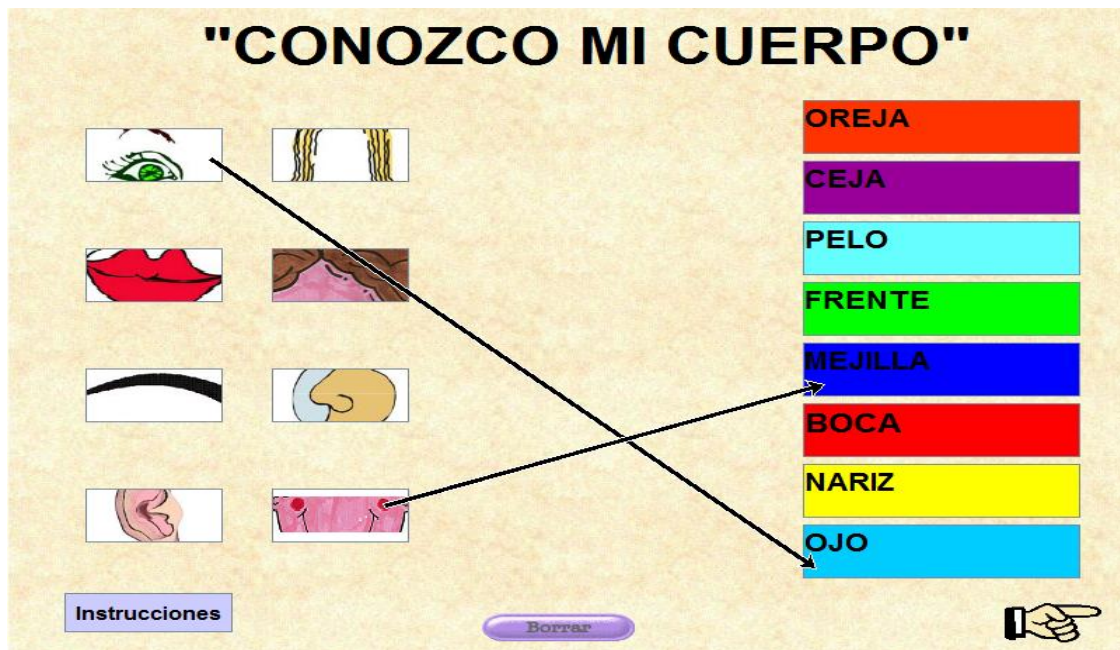 "CONOZCO MI CUERPO"
OREJA
CEJA
PELO
FRENTE
MEJILLA
BOCA
NARIZ
OJO
Instrucciones
Borrar